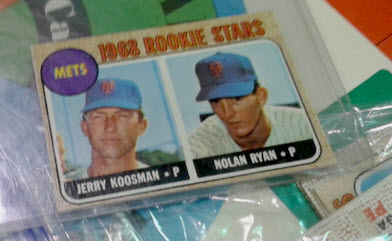 1968 ROOKIE STARS
METS
JERRY KOOSMAN • P
NOLAN RYAN • P